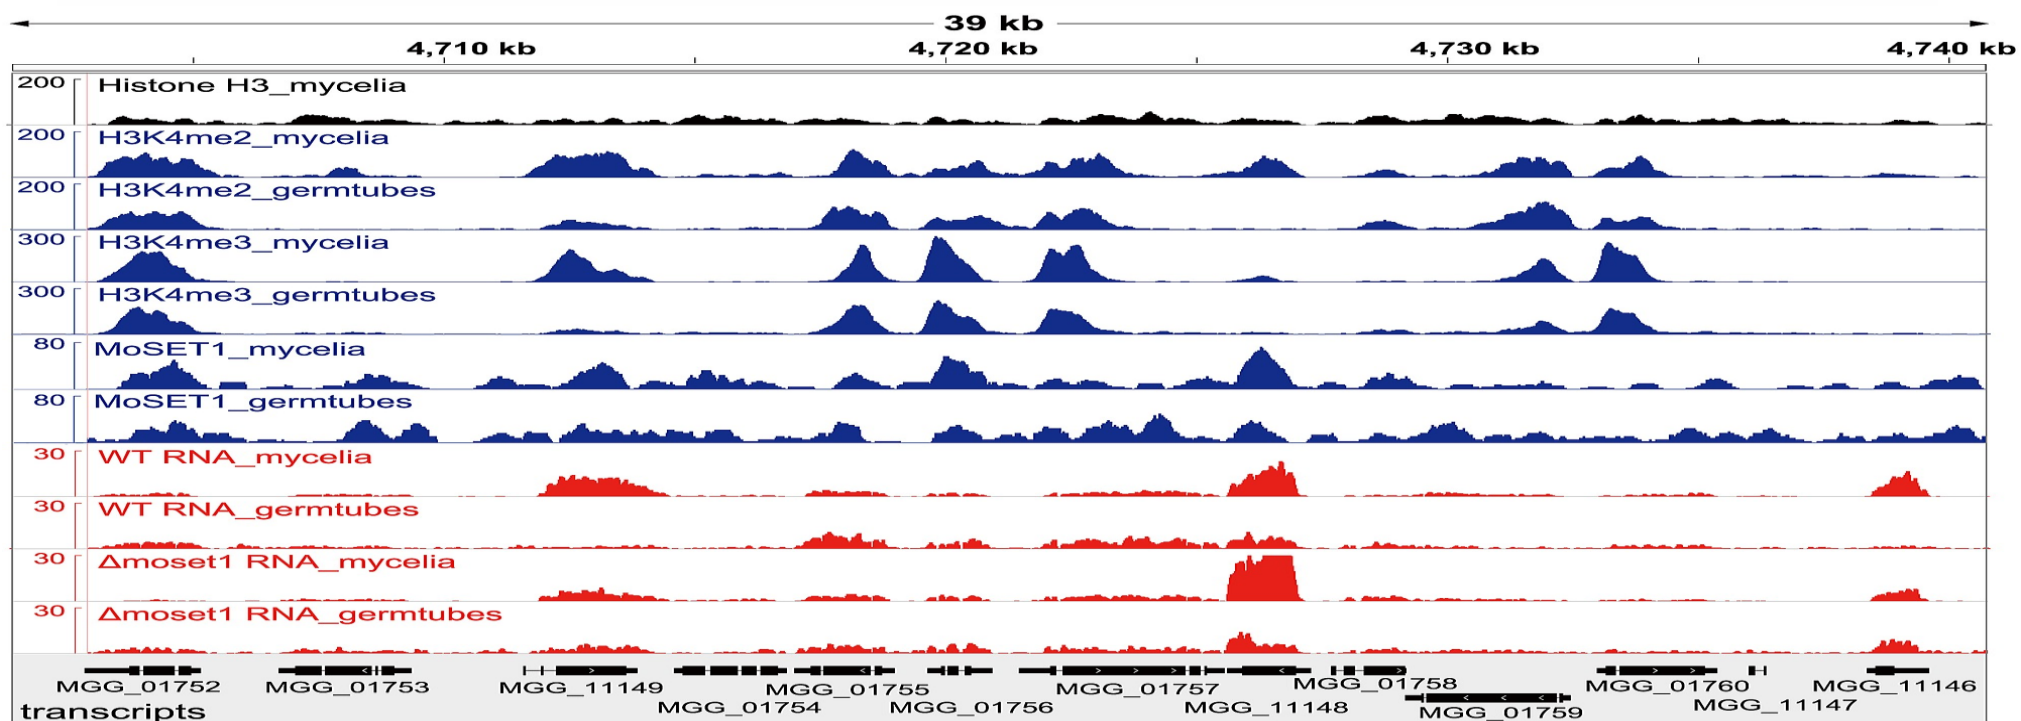 39 kb
4,710 kb 4,720 kb 4,730 kb 4,740 kb
200 Histone H3_mycelia
200 H3K4me2_mycelia
200 H3K4me2_germtubes
300 H3K4me3_mycelia
300 H3K4me3_germtubes
80 MoSET1_mycelia
80 MoSET1_germtubes
30 WT RNA_mycelia
30 WT RNA_germtubes
30 Δmoset1 RNA_mycelia
30 Δmoset1 RNA_germtubes
MGG_01752 MGG_01753 MGG_11149 MGG_01755 MGG_01757 MGG_01758 MGG_01760 MGG_11146
transcripts MGG_01754 MGG_01756 MGG_11148 MGG_01759 MGG_11147